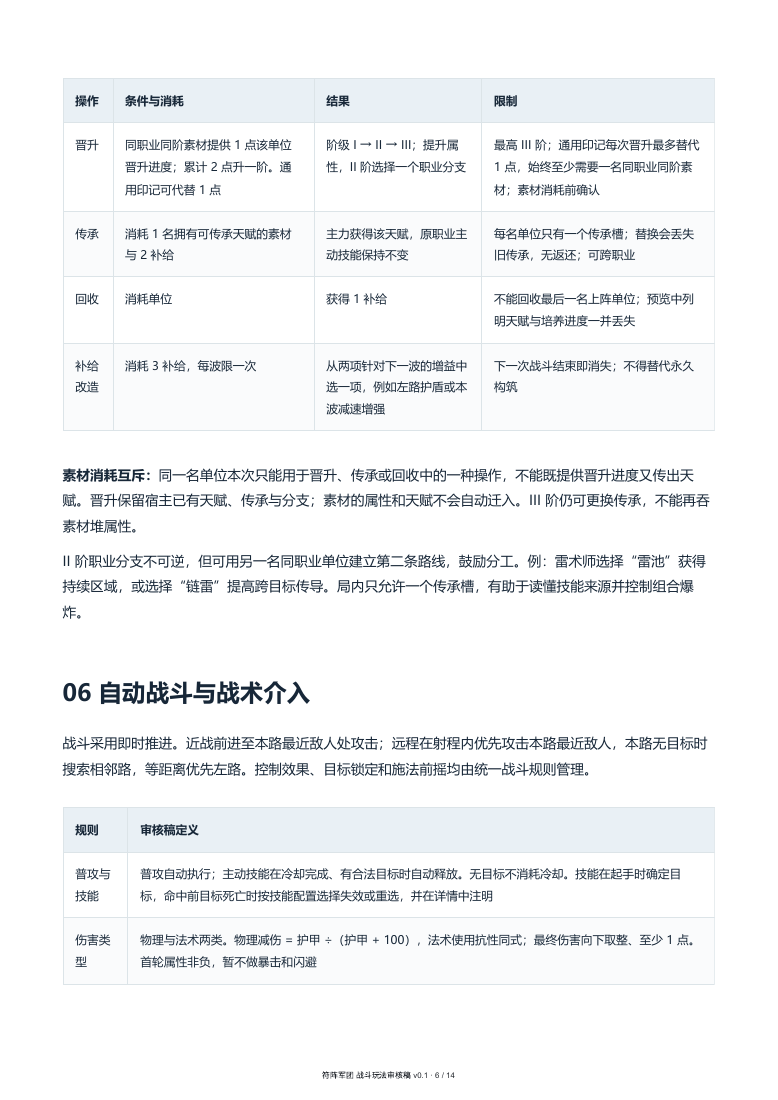 操作 条件与消耗 结果 限制
晋升 同职业同阶素材提供 1 点该单位 阶级 I → II → III；提升属 最高 III 阶；通用印记每次晋升最多替代
晋升进度；累计 2 点升一阶。通 性，II 阶选择一个职业分支 1 点，始终至少需要一名同职业同阶素
用印记可代替 1 点 材；素材消耗前确认
传承 消耗 1 名拥有可传承天赋的素材 主力获得该天赋，原职业主 每名单位只有一个传承槽；替换会丢失
与 2 补给 动技能保持不变 旧传承，无返还；可跨职业
回收 消耗单位 获得 1 补给 不能回收最后一名上阵单位；预览中列
明天赋与培养进度一并丢失
补给 消耗 3 补给，每波限一次 从两项针对下一波的增益中 下一次战斗结束即消失；不得替代永久
改造 选一项，例如左路护盾或本 构筑
波减速增强
素材消耗互斥：同一名单位本次只能用于晋升、传承或回收中的一种操作，不能既提供晋升进度又传出天
赋。晋升保留宿主已有天赋、传承与分支；素材的属性和天赋不会自动迁入。III 阶仍可更换传承，不能再吞
素材堆属性。
II 阶职业分支不可逆，但可用另一名同职业单位建立第二条路线，鼓励分工。例：雷术师选择“雷池”获得
持续区域，或选择“链雷”提高跨目标传导。局内只允许一个传承槽，有助于读懂技能来源并控制组合爆
炸。
06 自动战斗与战术介入
战斗采用即时推进。近战前进至本路最近敌人处攻击；远程在射程内优先攻击本路最近敌人，本路无目标时
搜索相邻路，等距离优先左路。控制效果、目标锁定和施法前摇均由统一战斗规则管理。
规则 审核稿定义
普攻与 普攻自动执行；主动技能在冷却完成、有合法目标时自动释放。无目标不消耗冷却。技能在起手时确定目
技能 标，命中前目标死亡时按技能配置选择失效或重选，并在详情中注明
伤害类 物理与法术两类。物理减伤 = 护甲 ÷（护甲 + 100），法术使用抗性同式；最终伤害向下取整、至少 1 点。
型 首轮属性非负，暂不做暴击和闪避
符阵军团 战斗玩法审核稿 v0.1 · 6 / 14